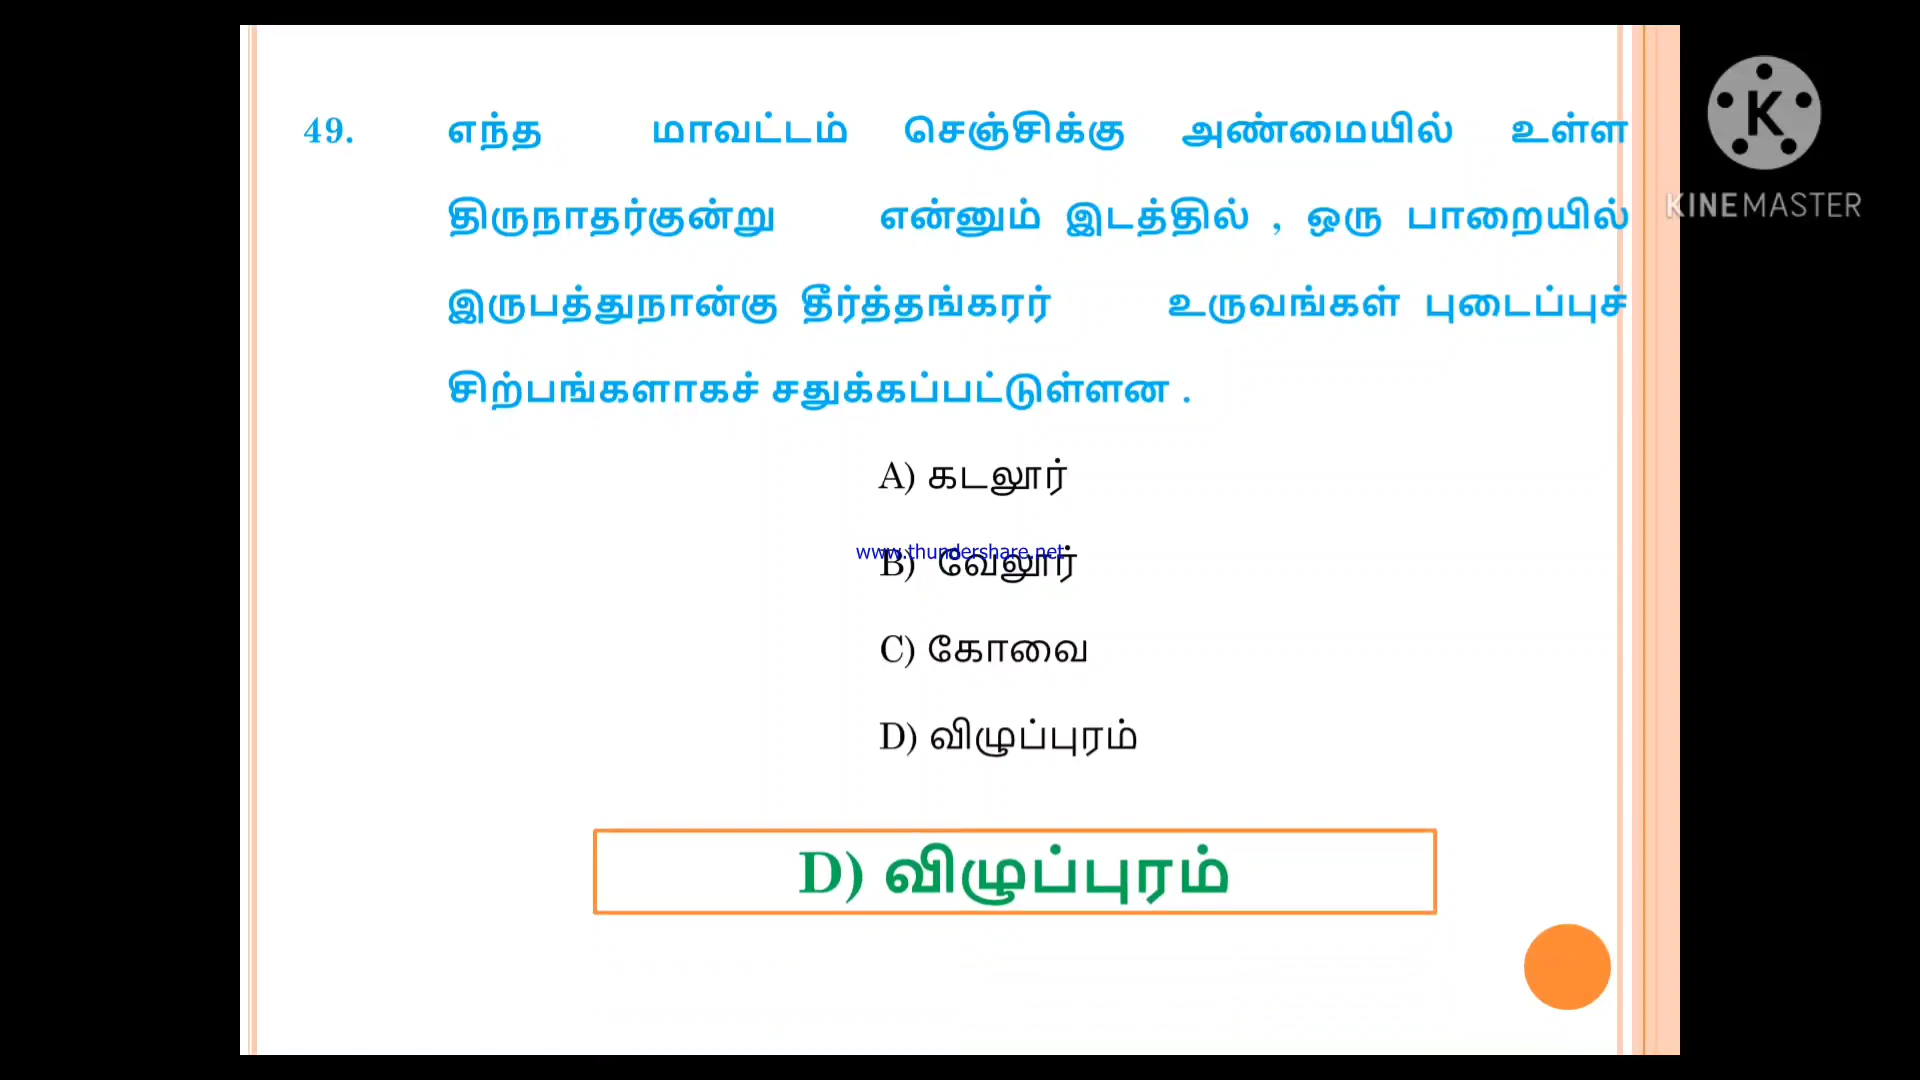 49. எந்த மாவட்டம் செஞ்சிக்கு அண்மையில் உள்ள
திருநாதர்குன்று என்னும் இடத்தில் , ஒரு பாறையில்
இருபத்துநான்கு தீர்த்தங்கரர் உருவங்கள் புடைப்புச்
சிற்பங்களாகச் சதுக்கப்பட்டுள்ளன .
A) கடலூர்
www.thundershare.net
B) வேலூர்
C) கோவை
D) விழுப்புரம்
D) விழுப்புரம்
K
KINEMASTER